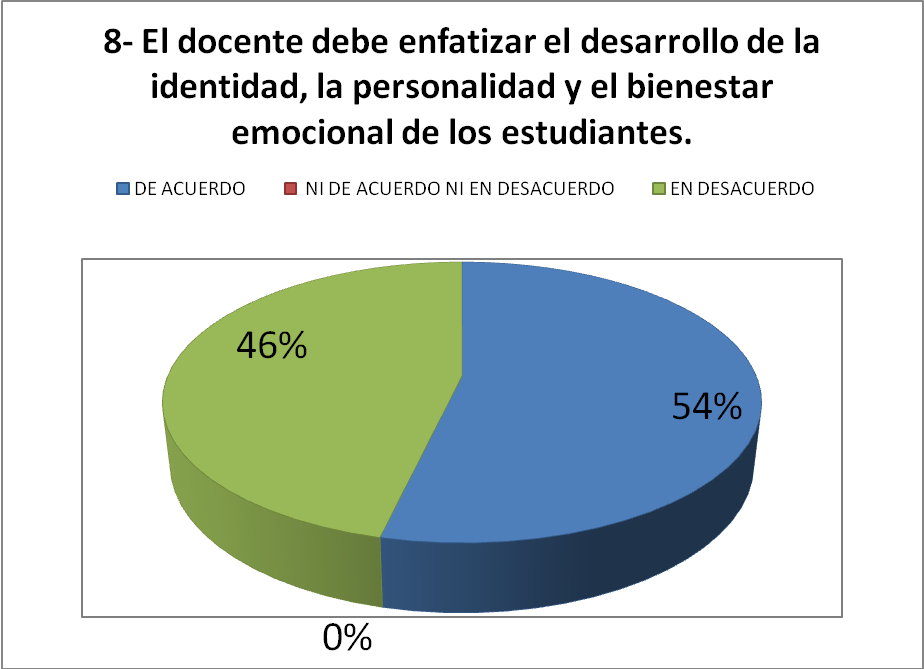 8- El docente debe enfatizar el desarrollo de la
identidad, la personalidad y el bienestar
emocional de los estudiantes.
DE ACUERDO NI DE ACUERDO NI EN DESACUERDO EN DESACUERDO
46%
54%
0%